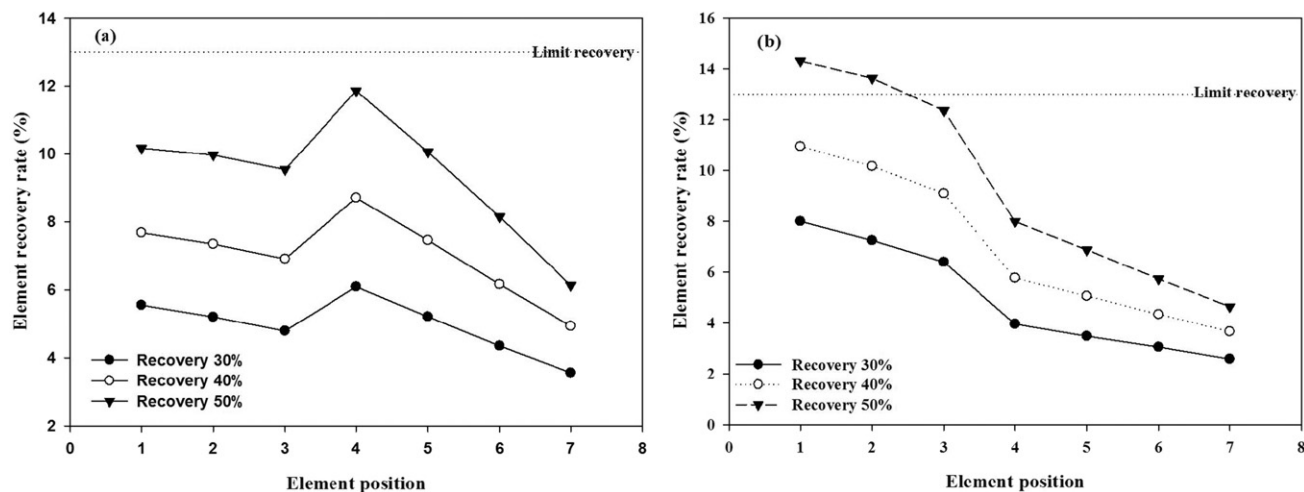 (a)
Limit recovery
Element recovery rate (%)
14
12
10
8
6
4
2
Recovery 30%
Recovery 40%
Recovery 50%
0 1 2 3 4 5 6 7 8
Element position
(b)
Limit recovery
Element recovery rate (%)
16
14
12
10
8
6
4
2
0
Recovery 30%
Recovery 40%
Recovery 50%
0 1 2 3 4 5 6 7 8
Element position